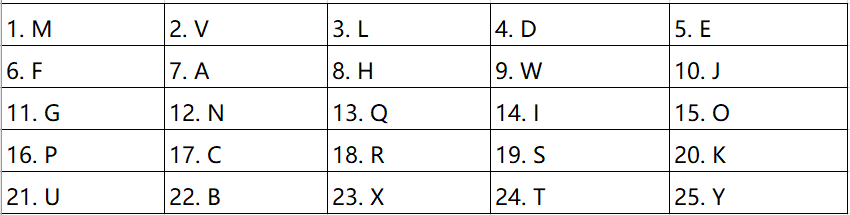 1. M 2. V 3. L 4. D 5. E
6. F 7. A 8. H 9. W 10. J
11. G 12. N 13. Q 14. I 15. O
16. P 17. C 18. R 19. S 20. K
21. U 22. B 23. X 24. T 25. Y